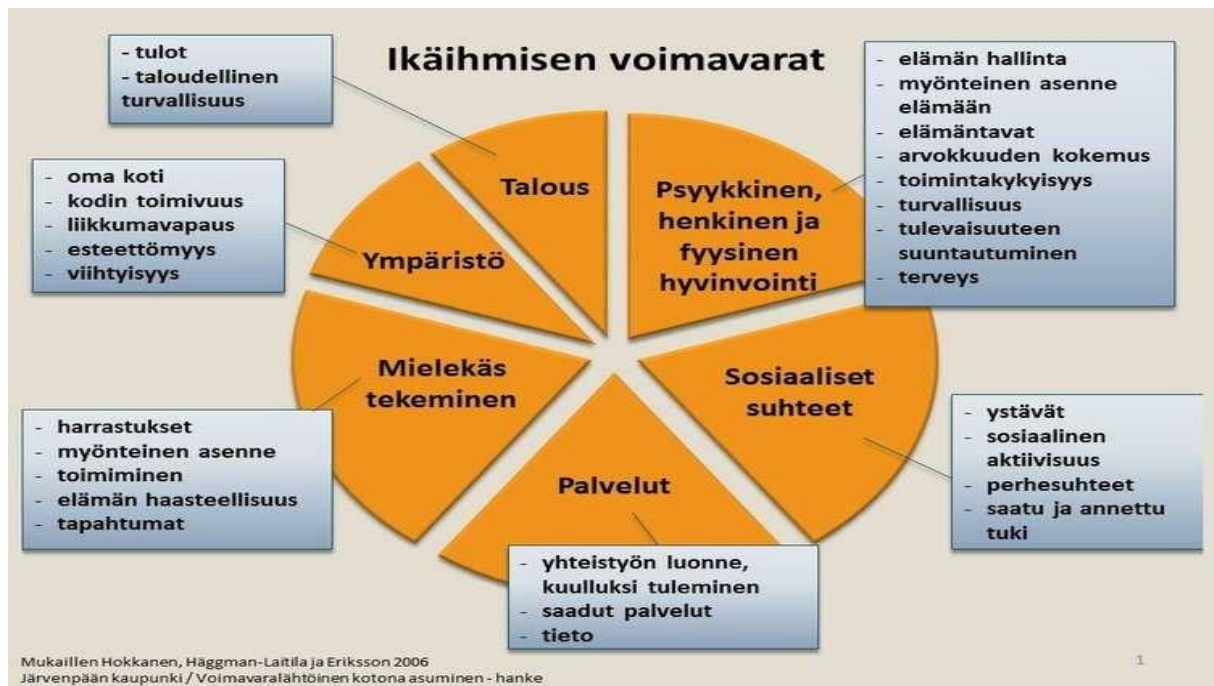 Ikäihmisen voimavarat
- tulot
- taloudellinen
turvallisuus
Talous
- elämän hallinta
- myönteinen asenne
elämään
- elämäntavat
- arvokkuuden kokemus
- toimintakykyisyys
- turvallisuus
- tulevaisuuteen
suuntautuminen
- terveys
Psyykkinen,
henkinen ja
fyysinen
hyvinvointi
- oma koti
- kodin toimivuus
- liikkumavapaus
- esteettömyys
- viihtyisyys
Ympäristö
Mielekäs
tekeminen
- harrastukset
- myönteinen asenne
- toimiminen
- elämän haasteellisuus
- tapahtumat
Sosiaaliset
suhteet
- ystävät
- sosiaalinen
aktiivisuus
- perhesuhteet
- saatu ja annettu
tuki
Palvelut
- yhteistyön luonne,
kuulluksi tuleminen
- saadut palvelut
- tieto
Mukaillen Hokkanen, Häggman-Laitila ja Eriksson 2006
Järvenpään kaupunki / Voimavaralähtöinen kotona asuminen - hanke
1